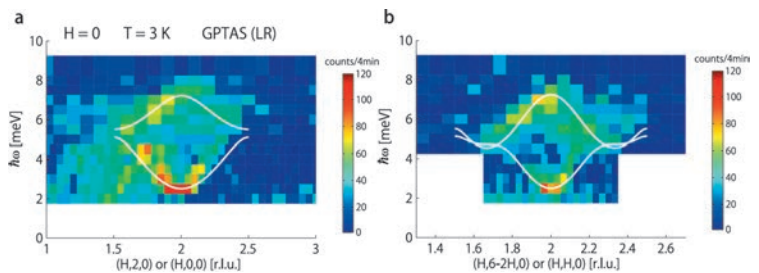 a
H = 0 T = 3 K GPTAS (LR)
counts/4min
120
100
80
60
40
20
0
10
8
6
4
2
0
ħω [meV]
1 1.5 2 2.5 3
(H,2,0) or (H,0,0) [r.l.u.]
b
counts/4min
120
100
80
60
40
20
0
10
8
6
4
2
0
ħω [meV]
1.4 1.6 1.8 2 2.2 2.4 2.6
(H,6-2H,0) or (H,H,0) [r.l.u.]